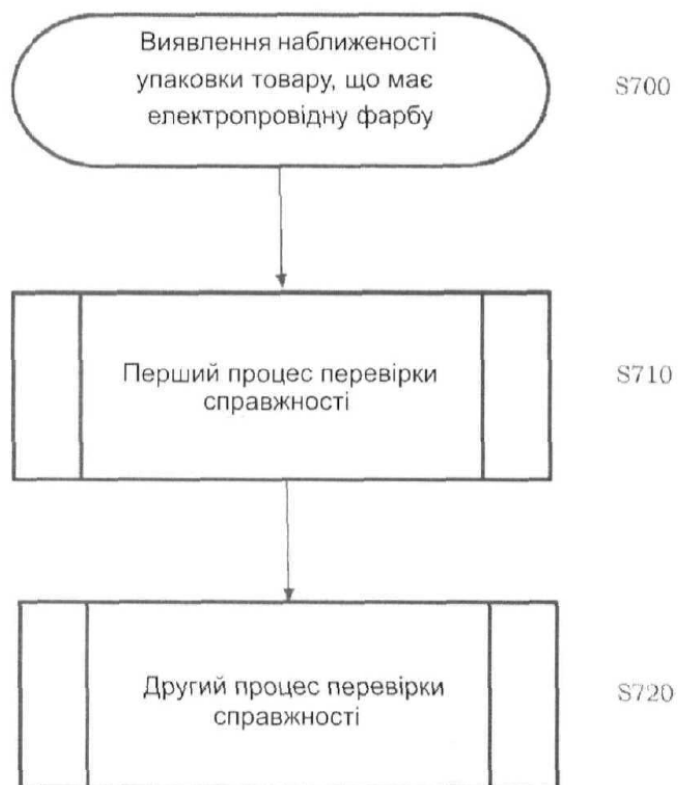 Виявлення наближеності
упаковки товару, що має
електропровідну фарбу
S700
Перший процес перевірки
справжності
S710
Другий процес перевірки
справжності
S720